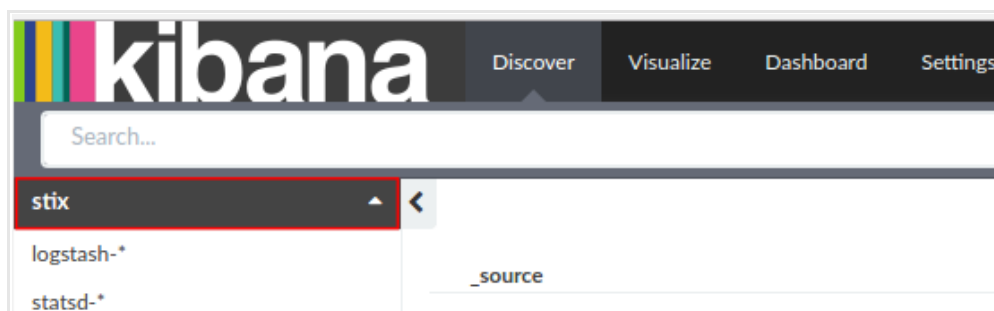 kibana Discover Visualize Dashboard Settings
Search...
stix
logstash-*
_source
statsd-*